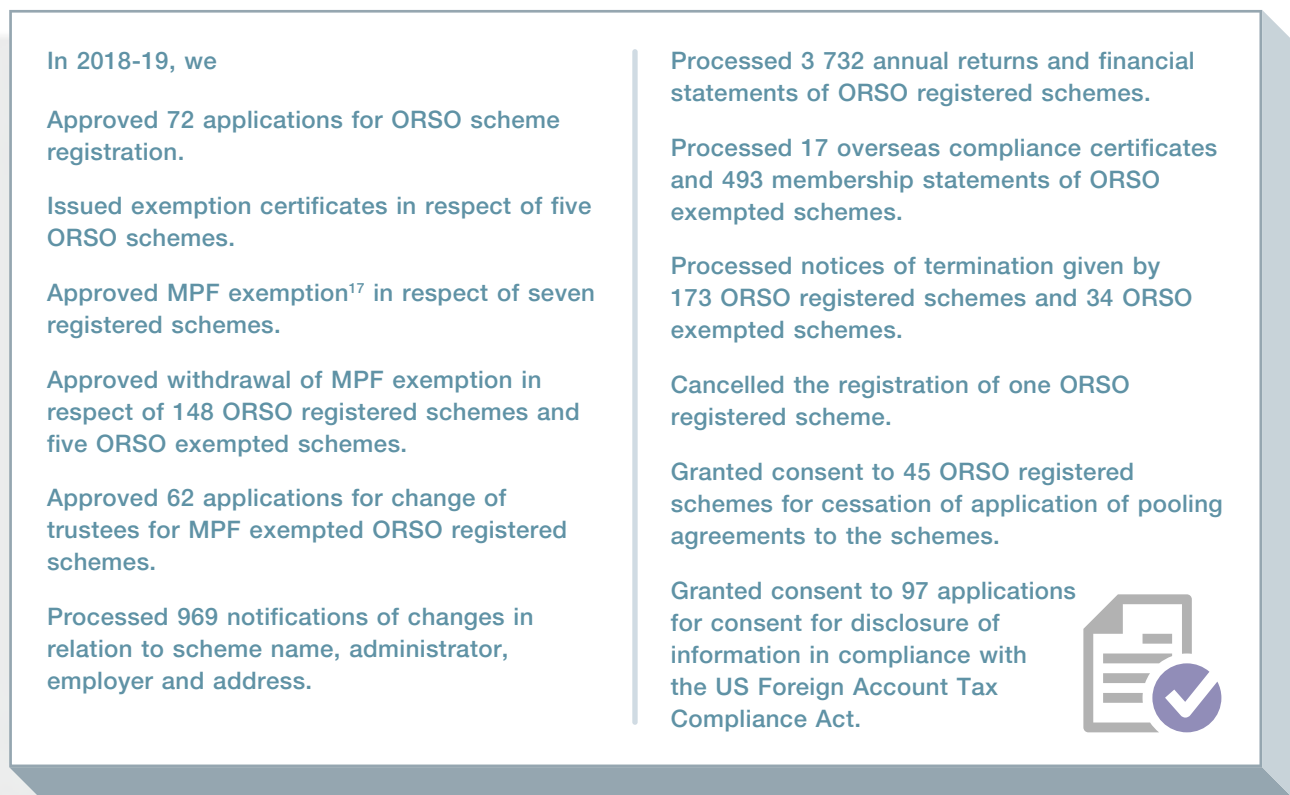 In 2018-19, we
Approved 72 applications for ORSO scheme
registration.
Issued exemption certificates in respect of five
ORSO schemes.
Approved MPF exemption17 in respect of seven
registered schemes.
Approved withdrawal of MPF exemption in
respect of 148 ORSO registered schemes and
five ORSO exempted schemes.
Approved 62 applications for change of
trustees for MPF exempted ORSO registered
schemes.
Processed 969 notifications of changes in
relation to scheme name, administrator,
employer and address.
Processed 3 732 annual returns and financial
statements of ORSO registered schemes.
Processed 17 overseas compliance certificates
and 493 membership statements of ORSO
exempted schemes.
Processed notices of termination given by
173 ORSO registered schemes and 34 ORSO
exempted schemes.
Cancelled the registration of one ORSO
registered scheme.
Granted consent to 45 ORSO registered
schemes for cessation of application of pooling
agreements to the schemes.
Granted consent to 97 applications
for consent for disclosure of
information in compliance with
the US Foreign Account Tax
Compliance Act.